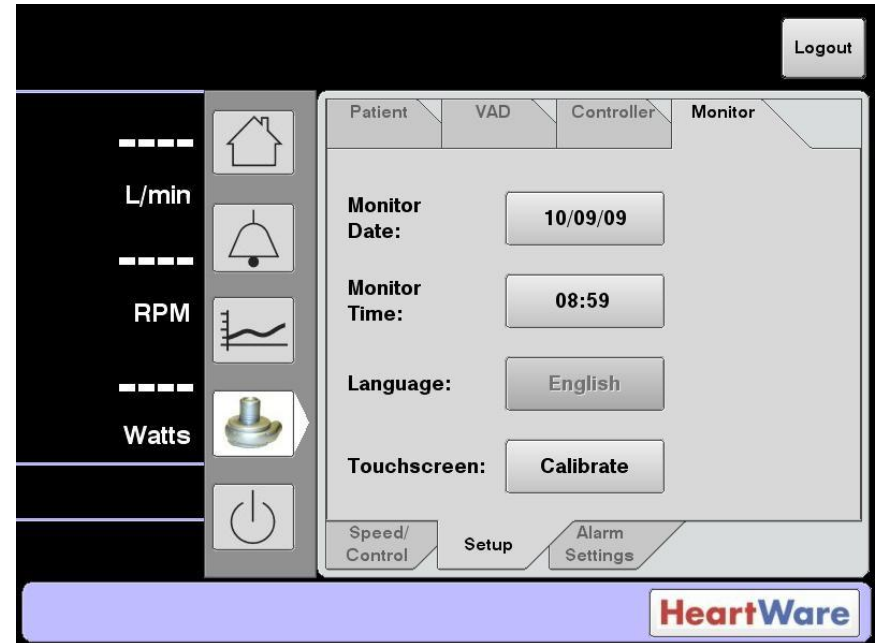 Logout
Patient VAD Controller Monitor
----
L/min
Monitor
Date:
10/09/09
----
RPM
Monitor
Time:
08:59
Language:
English
----
Watts
Touchscreen:
Calibrate
Speed/
Control
Setup
Alarm
Settings
HeartWare